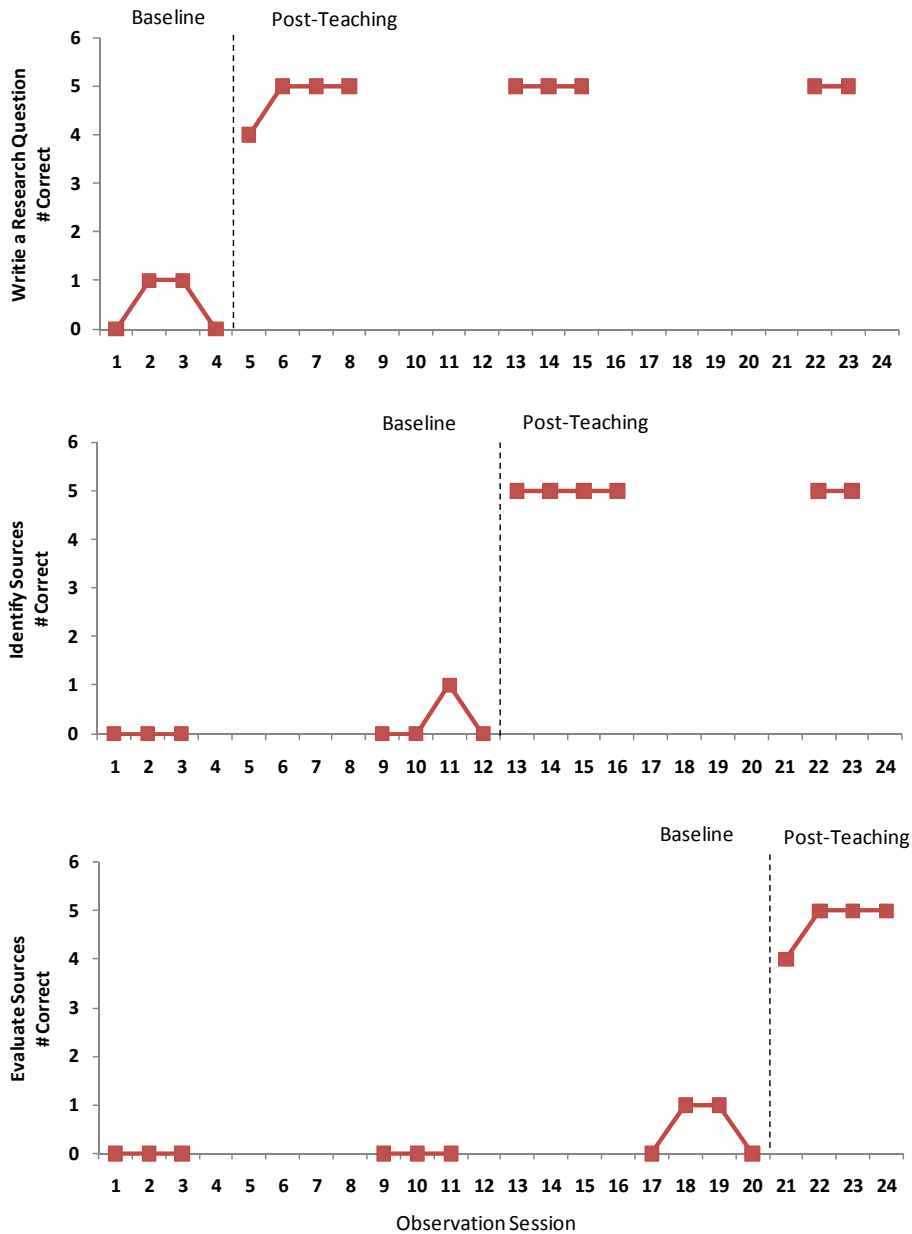 Baseline Post-Teaching
6
5
4
3
2
1
0
Writie a Research Question
# Correct
1 2 3 4 5 6 7 8 9 10 11 12 13 14 15 16 17 18 19 20 21 22 23 24
Baseline Post-Teaching
6
5
4
3
2
1
0
Identify Sources
# Correct
1 2 3 4 5 6 7 8 9 10 11 12 13 14 15 16 17 18 19 20 21 22 23 24
Baseline Post-Teaching
6
5
4
3
2
1
0
Evaluate Sources
# Correct
1 2 3 4 5 6 7 8 9 10 11 12 13 14 15 16 17 18 19 20 21 22 23 24
Observation Session